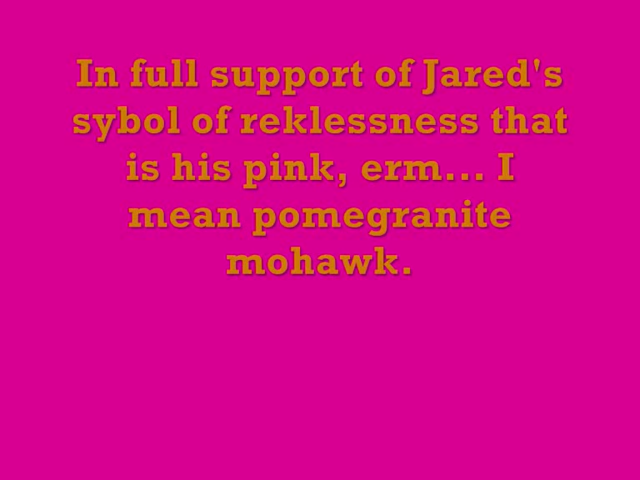 In full support of Jared's
sybol of reklessness that
is his pink, erm... I
mean pomegranite
mohawk.